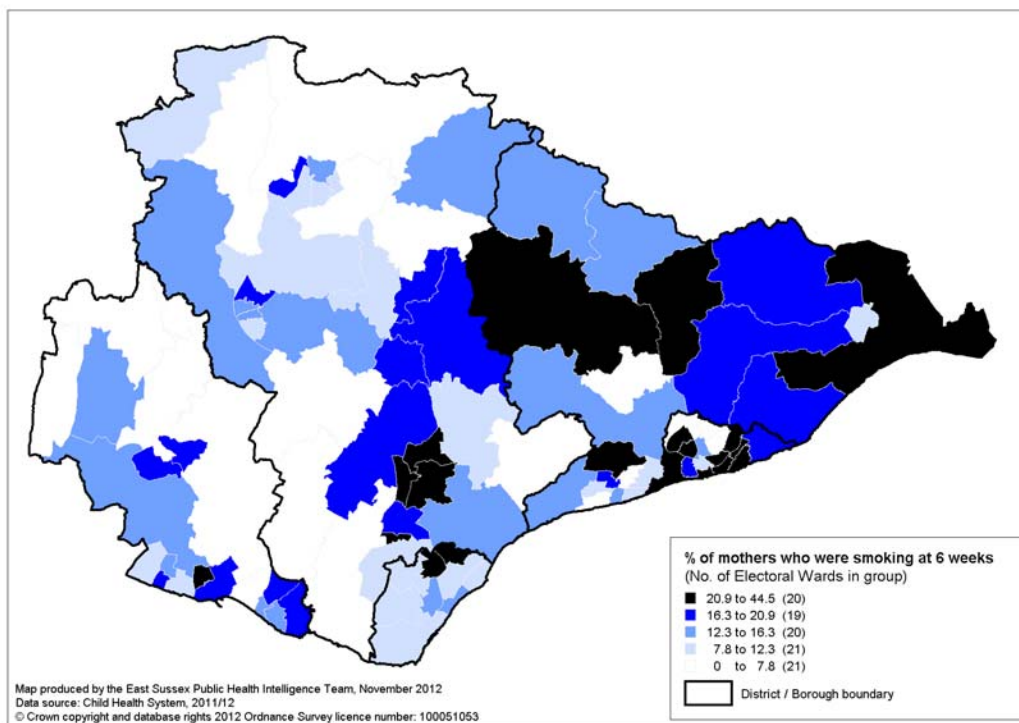 % of mothers who were smoking at 6 weeks
(No. of Electoral Wards in group)
20.9 to 44.5 (20)
16.3 to 20.9 (19)
12.3 to 16.3 (20)
7.8 to 12.3 (21)
0 to 7.8 (21)
District / Borough boundary
Map produced by the East Sussex Public Health Intelligence Team, November 2012
Data source: Child Health System, 2011/12
© Crown copyright and database rights 2012 Ordnance Survey licence number: 100051053